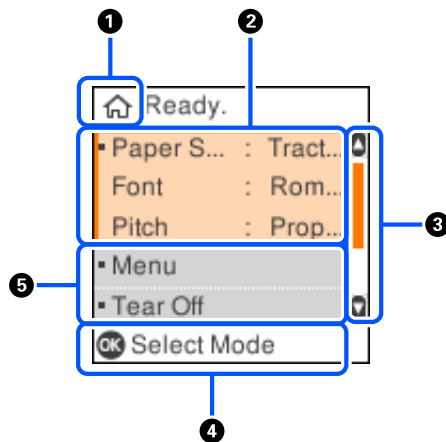 1 2
Ready.
▪ Paper S... : Tract...
Font : Rom...
Pitch : Prop...
3
▪ Menu
5
▪ Tear Off
OK Select Mode
4